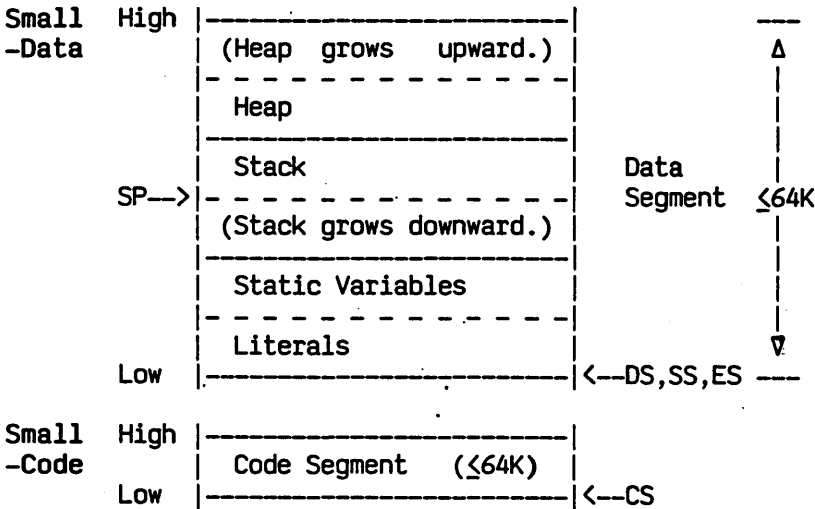 Small High |---------------------------| ---
-Data | (Heap grows upward.) | Δ
|- - - - - - - - - - - - - -| |
| Heap | |
|---------------------------| |
| Stack | Data |
SP-->|- - - - - - - - - - - - - -| Segment ≤64K
| (Stack grows downward.) | |
|---------------------------| |
| Static Variables | |
|- - - - - - - - - - - - - -| |
| Literals | ∇
Low |---------------------------|<--DS,SS,ES ---
Small High |---------------------------|
-Code | Code Segment (≤64K) |
Low |---------------------------|<--CS